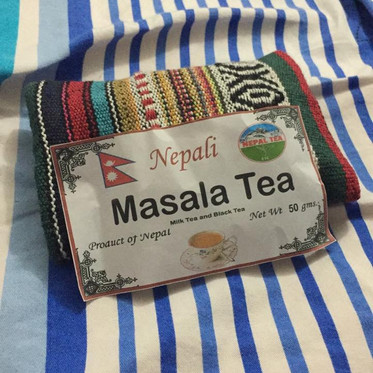 Nepali
NEPAL TEA
Masala Tea
Milk Tea and Black Tea
Product of Nepal
Net Wt 50 gms.